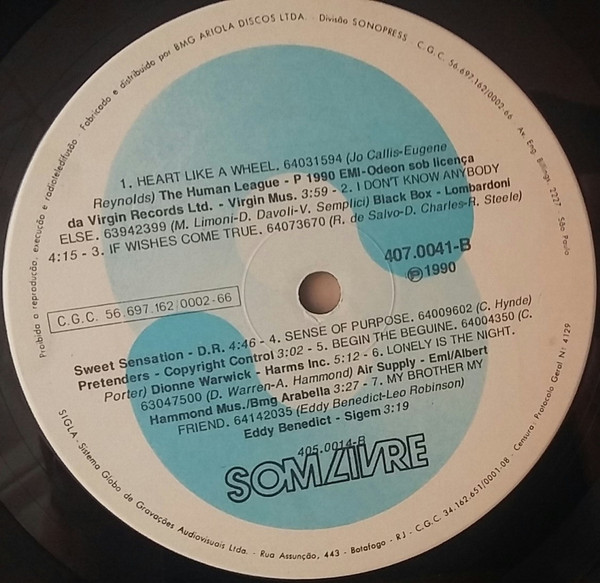 Fabricado e distribuído por BMG ARIOLA DISCOS LTDA. · Divisão SONOPRESS · C.G.C. 56.697.162/0002-66 · Av. Eng. Billings, 2227 · São Paulo
Proibida a reprodução, execução e radioteledifusão
1. HEART LIKE A WHEEL. 64031594 (Jo Callis-Eugene
Reynolds) The Human League - P 1990 EMI-Odeon sob licença
da Virgin Records Ltd. - Virgin Mus. 3:59 - 2. I DON'T KNOW ANYBODY
ELSE. 63942399 (M. Limoni-D. Davoli-V. Semplici) Black Box - Lombardoni
4:15 - 3. IF WISHES COME TRUE. 64073670 (R. de Salvo-D. Charles-R. Steele)
407.0041-B
℗1990
C.G.C. 56.697.162/0002-66
Sweet Sensation - D.R. 4:46 - 4. SENSE OF PURPOSE. 64009602 (C. Hynde)
Pretenders - Copyright Control 3:02 - 5. BEGIN THE BEGUINE. 64004350 (C.
Porter) Dionne Warwick - Harms Inc. 5:12 - 6. LONELY IS THE NIGHT.
63047500 (D. Warren-A. Hammond) Air Supply - Eml/Albert
Hammond Mus./Bmg Arabella 3:27 - 7. MY BROTHER MY
FRIEND. 64142035 (Eddy Benedict-Leo Robinson)
Eddy Benedict - Sigem 3:19
405.0014-B
SOM LIVRE
SIGLA - Sistema Globo de Gravações Audiovisuais Ltda. - Rua Assunção, 443 - Botafogo - RJ - C.G.C. 34.162.651/0001-08 - Censura: Protocolo Geral Nº 4129